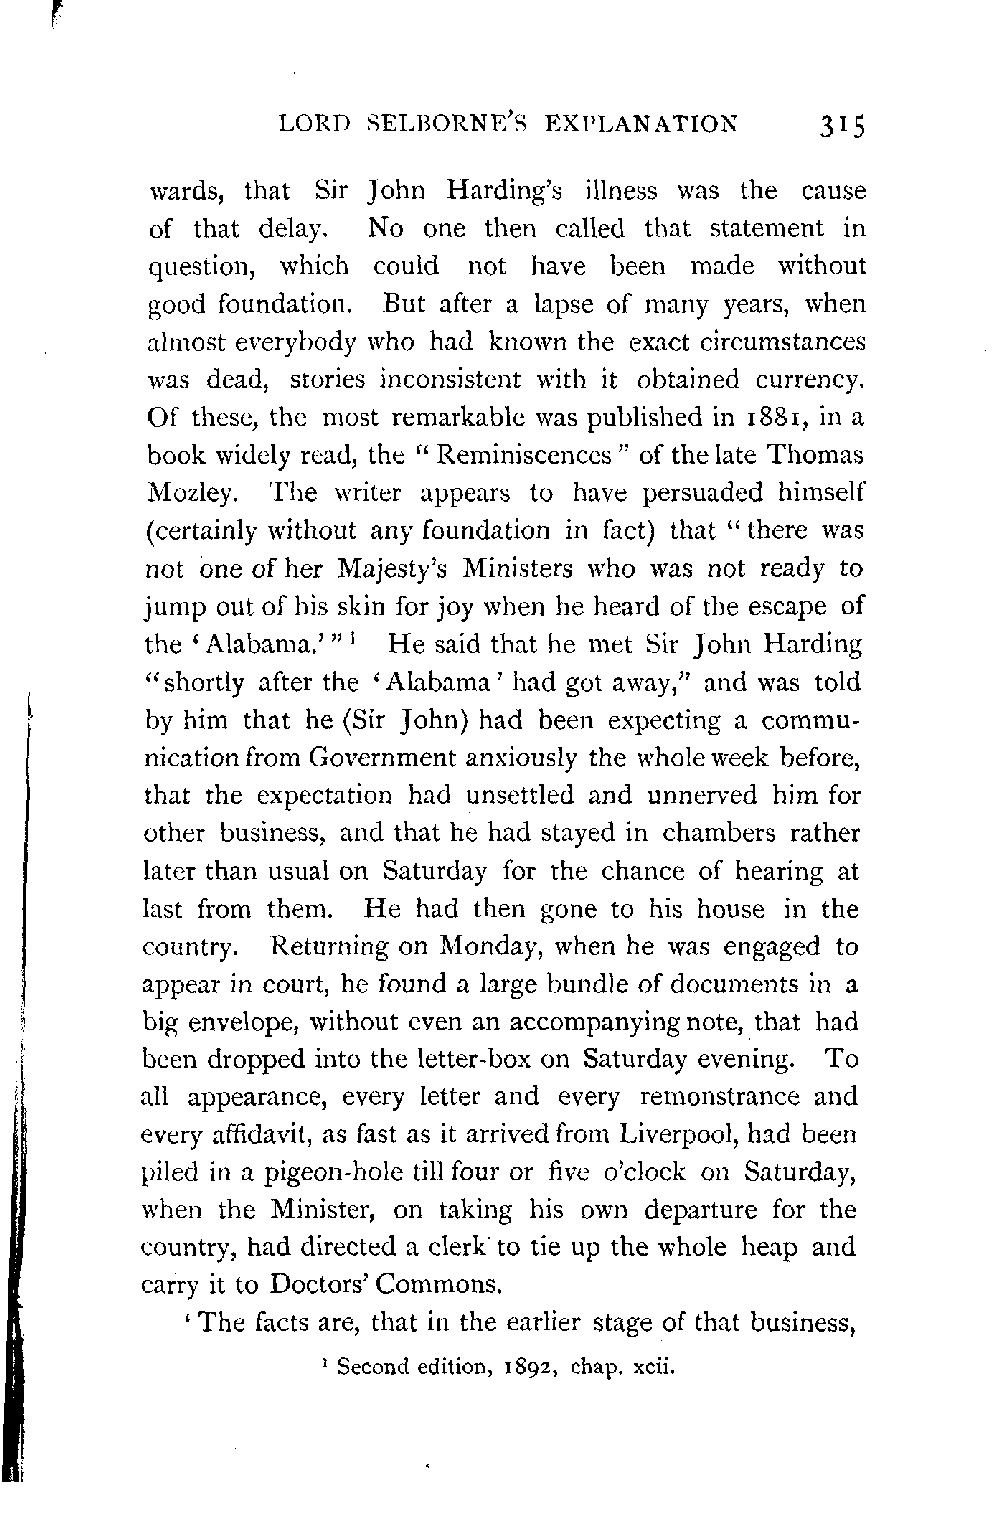 LORD SELBORNE'S EXPLANATION 315
wards, that Sir John Harding's illness was the cause
of that delay. No one then called that statement in
question, which could not have been made without
good foundation. But after a lapse of many years, when
almost everybody who had known the exact circumstances
was dead, stories inconsistent with it obtained currency.
Of these, the most remarkable was published in 1881, in a
book widely read, the “Reminiscences” of the late Thomas
Mozley. The writer appears to have persuaded himself
(certainly without any foundation in fact) that “there was
not one of her Majesty's Ministers who was not ready to
jump out of his skin for joy when he heard of the escape of
the ‘Alabama.’” ¹ He said that he met Sir John Harding
“shortly after the ‘Alabama’ had got away,” and was told
by him that he (Sir John) had been expecting a commu-
nication from Government anxiously the whole week before,
that the expectation had unsettled and unnerved him for
other business, and that he had stayed in chambers rather
later than usual on Saturday for the chance of hearing at
last from them. He had then gone to his house in the
country. Returning on Monday, when he was engaged to
appear in court, he found a large bundle of documents in a
big envelope, without even an accompanying note, that had
been dropped into the letter-box on Saturday evening. To
all appearance, every letter and every remonstrance and
every affidavit, as fast as it arrived from Liverpool, had been
piled in a pigeon-hole till four or five o'clock on Saturday,
when the Minister, on taking his own departure for the
country, had directed a clerk to tie up the whole heap and
carry it to Doctors' Commons.
‘The facts are, that in the earlier stage of that business,
¹ Second edition, 1892, chap. xcii.